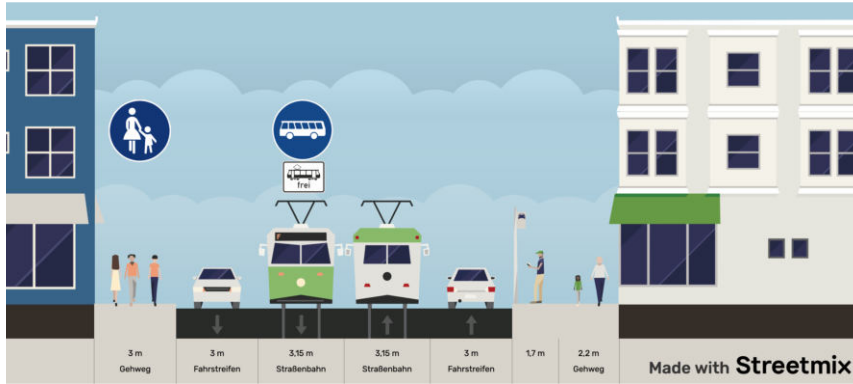 frei
3 m
Gehweg
3 m
Fahrstreifen
3,15 m
Straßenbahn
3,15 m
Straßenbahn
3 m
Fahrstreifen
1,7 m
2,2 m
Gehweg
Made with Streetmix